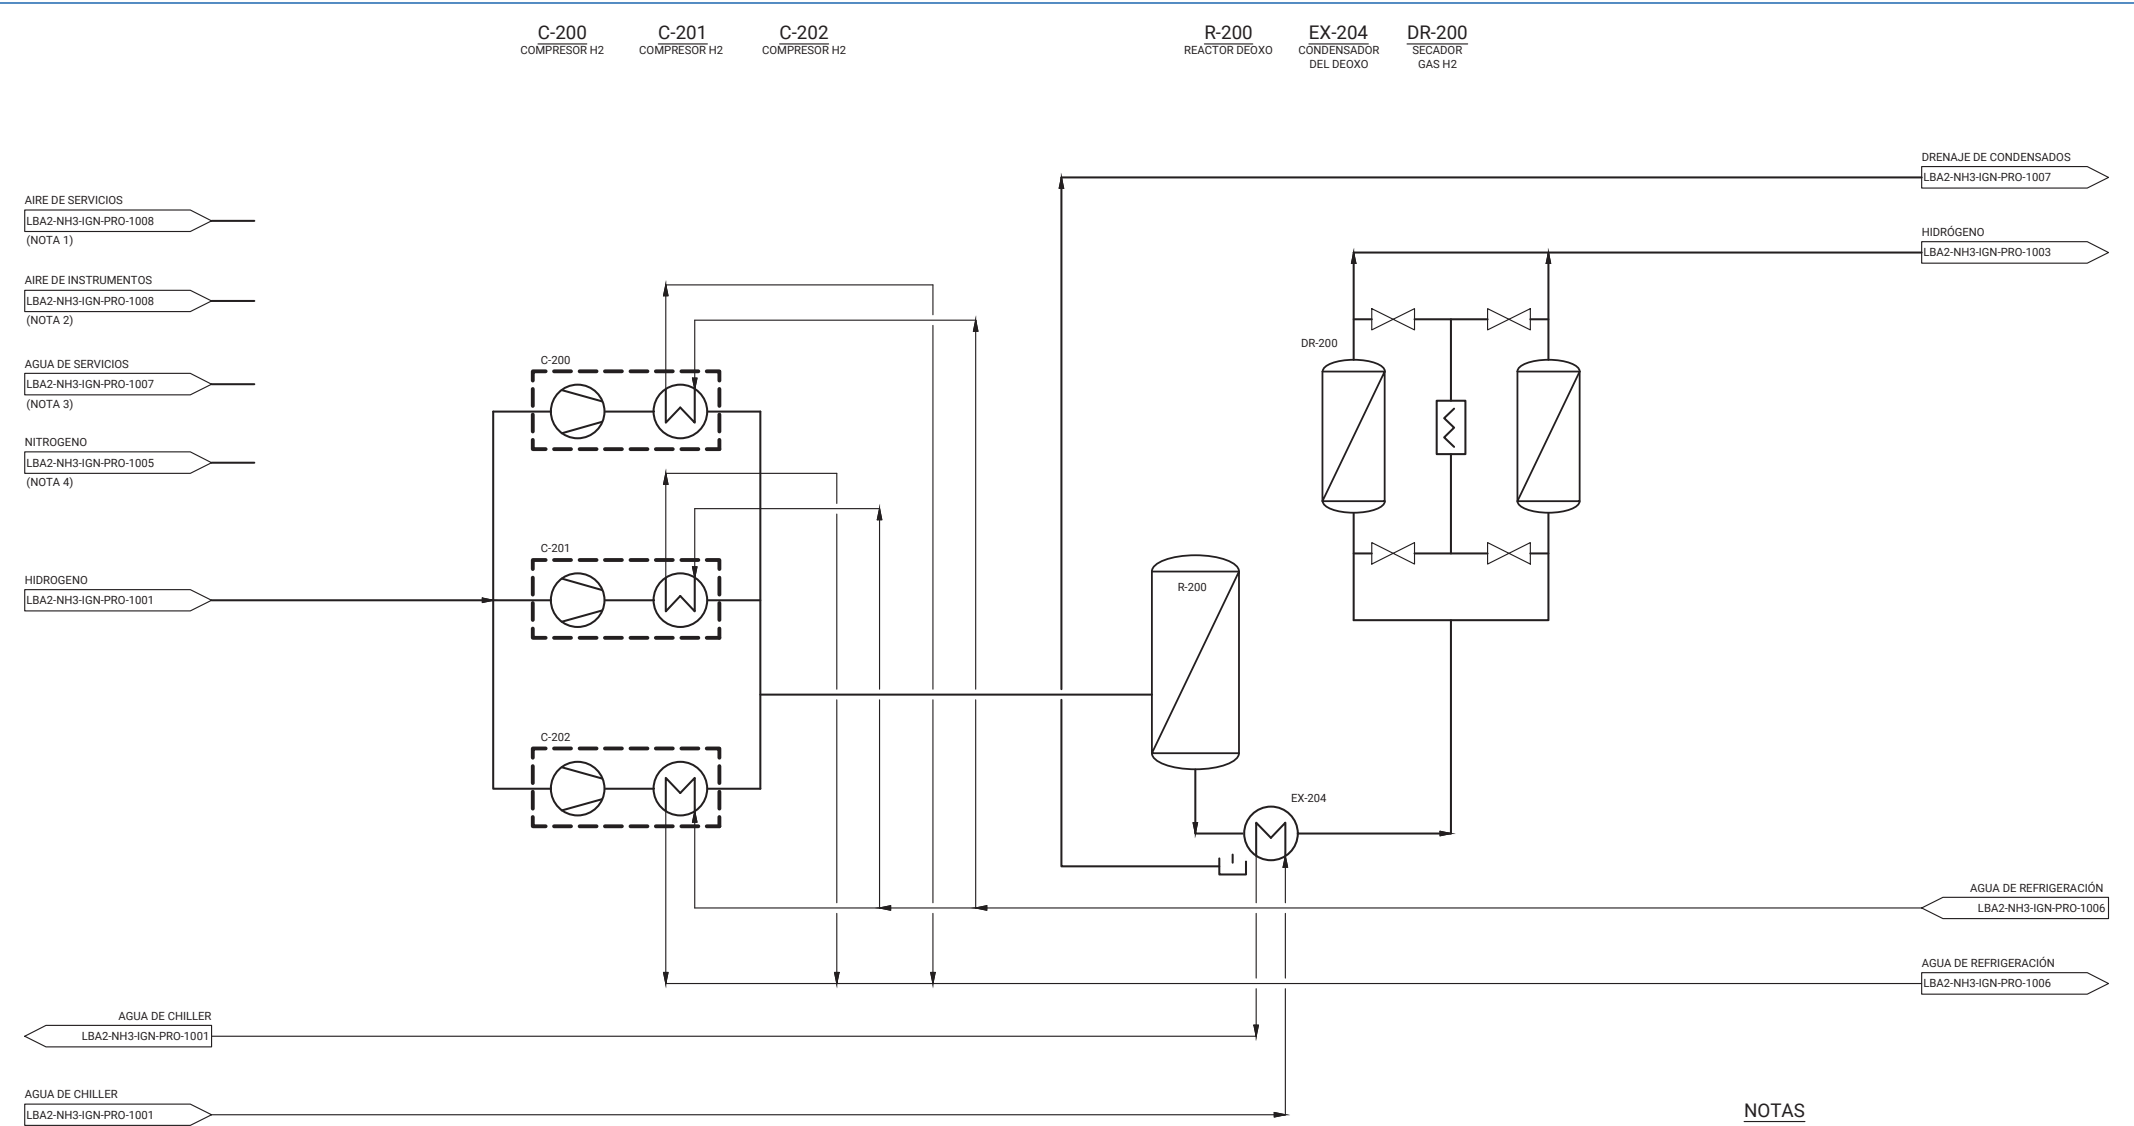 C-200
COMPRESOR H2
C-201
COMPRESOR H2
C-202
COMPRESOR H2
R-200
REACTOR DEOXO
EX-204
CONDENSADOR
DEL DEOXO
DR-200
SECADOR
GAS H2
DRENAJE DE CONDENSADOS
LBA2-NH3-IGN-PRO-1007
AIRE DE SERVICIOS
LBA2-NH3-IGN-PRO-1008
(NOTA 1)
HIDRÓGENO
LBA2-NH3-IGN-PRO-1003
AIRE DE INSTRUMENTOS
LBA2-NH3-IGN-PRO-1008
(NOTA 2)
DR-200
C-200
AGUA DE SERVICIOS
LBA2-NH3-IGN-PRO-1007
(NOTA 3)
NITROGENO
LBA2-NH3-IGN-PRO-1005
(NOTA 4)
C-201
HIDROGENO
LBA2-NH3-IGN-PRO-1001
R-200
C-202
EX-204
AGUA DE REFRIGERACIÓN
LBA2-NH3-IGN-PRO-1006
AGUA DE REFRIGERACIÓN
LBA2-NH3-IGN-PRO-1006
AGUA DE CHILLER
LBA2-NH3-IGN-PRO-1001
AGUA DE CHILLER
LBA2-NH3-IGN-PRO-1001
NOTAS